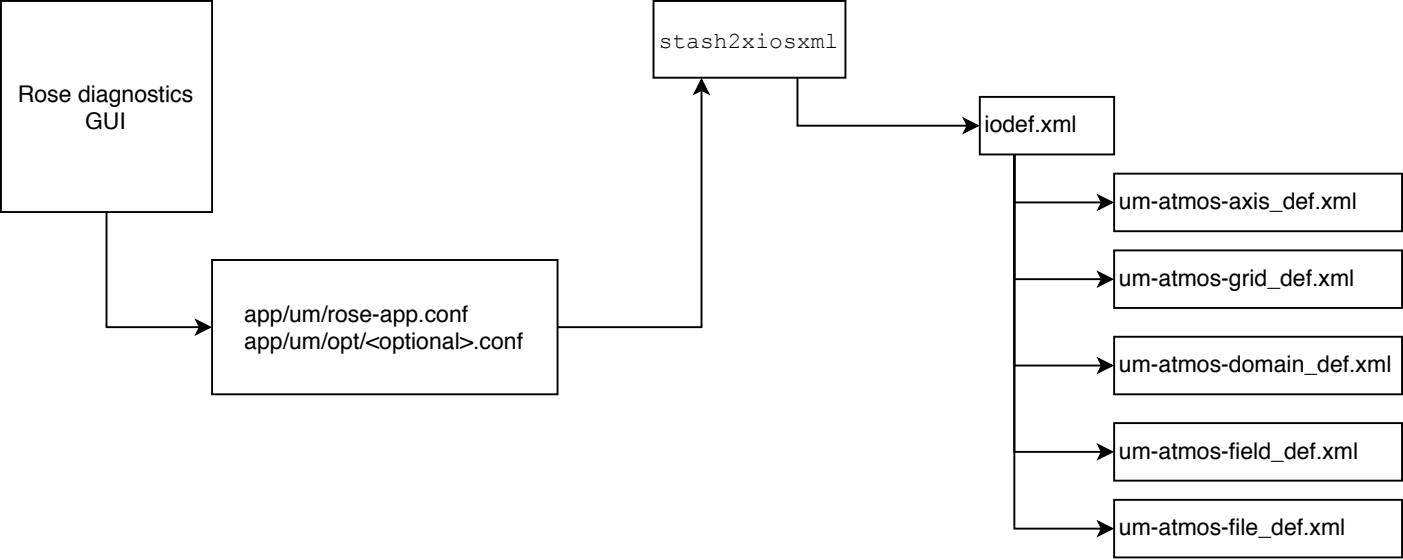 Rose diagnostics
GUI
app/um/rose-app.conf
app/um/opt/<optional>.conf
stash2xiosxml
iodef.xml
um-atmos-axis_def.xml
um-atmos-grid_def.xml
um-atmos-domain_def.xml
um-atmos-field_def.xml
um-atmos-file_def.xml